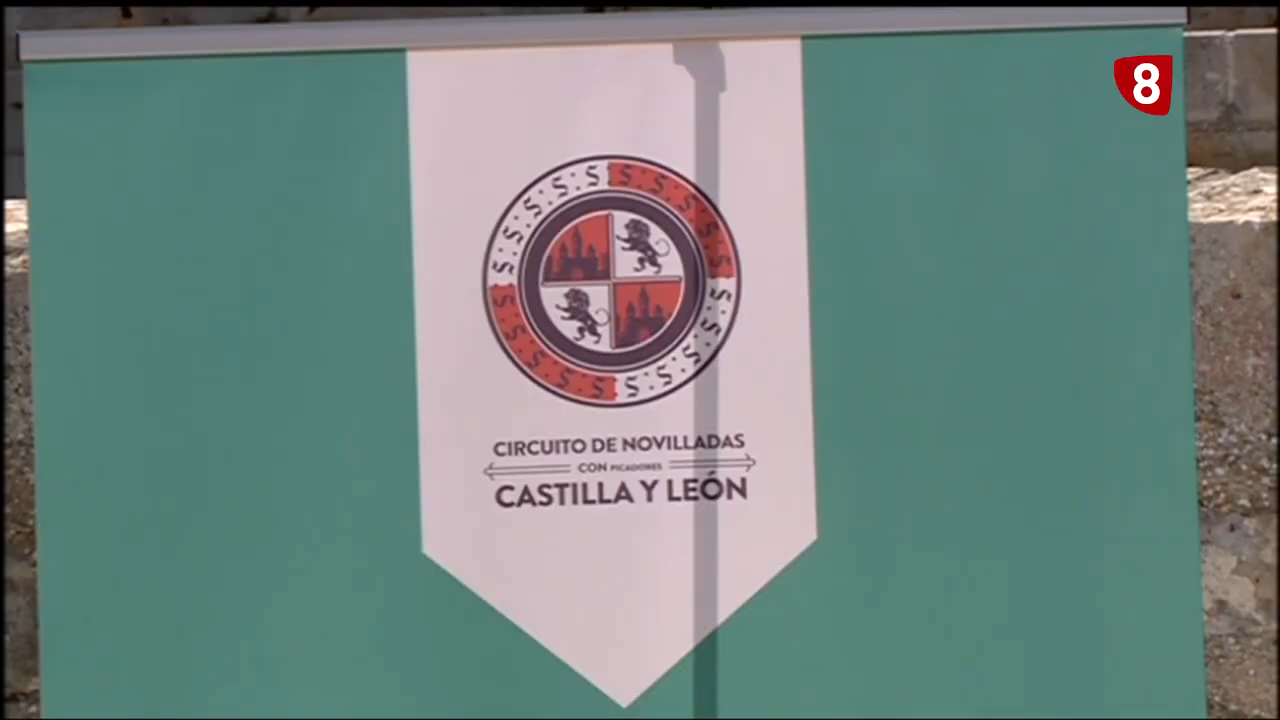 8
CIRCUITO DE NOVILLADAS
CON PICADORES
CASTILLA Y LEÓN